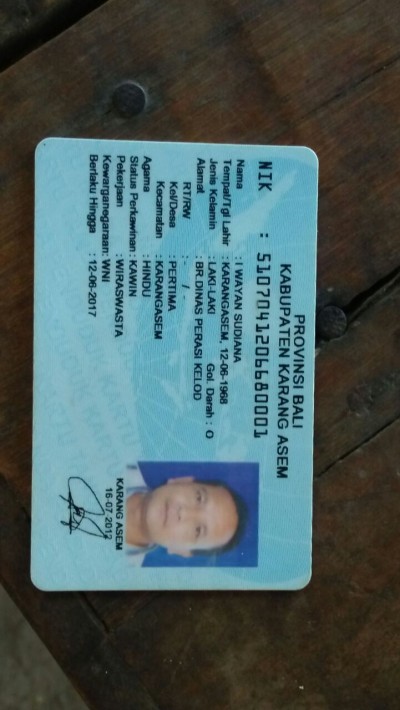 PROVINSI BALI
KABUPATEN KARANG ASEM
NIK : 5107041206680001
Nama : I WAYAN SUDIANA
Tempat/Tgl Lahir : KARANGASEM, 12-06-1968
Jenis Kelamin : LAKI-LAKI Gol. Darah : O
Alamat : BR.DINAS PERASI KELOD
RT/RW : - / -
Kel/Desa : PERTIMA
Kecamatan : KARANGASEM
Agama : HINDU
Status Perkawinan : KAWIN
Pekerjaan : WIRASWASTA
Kewarganegaraan: WNI
Berlaku Hingga : 12-06-2017
KARANG ASEM
16-07-2012